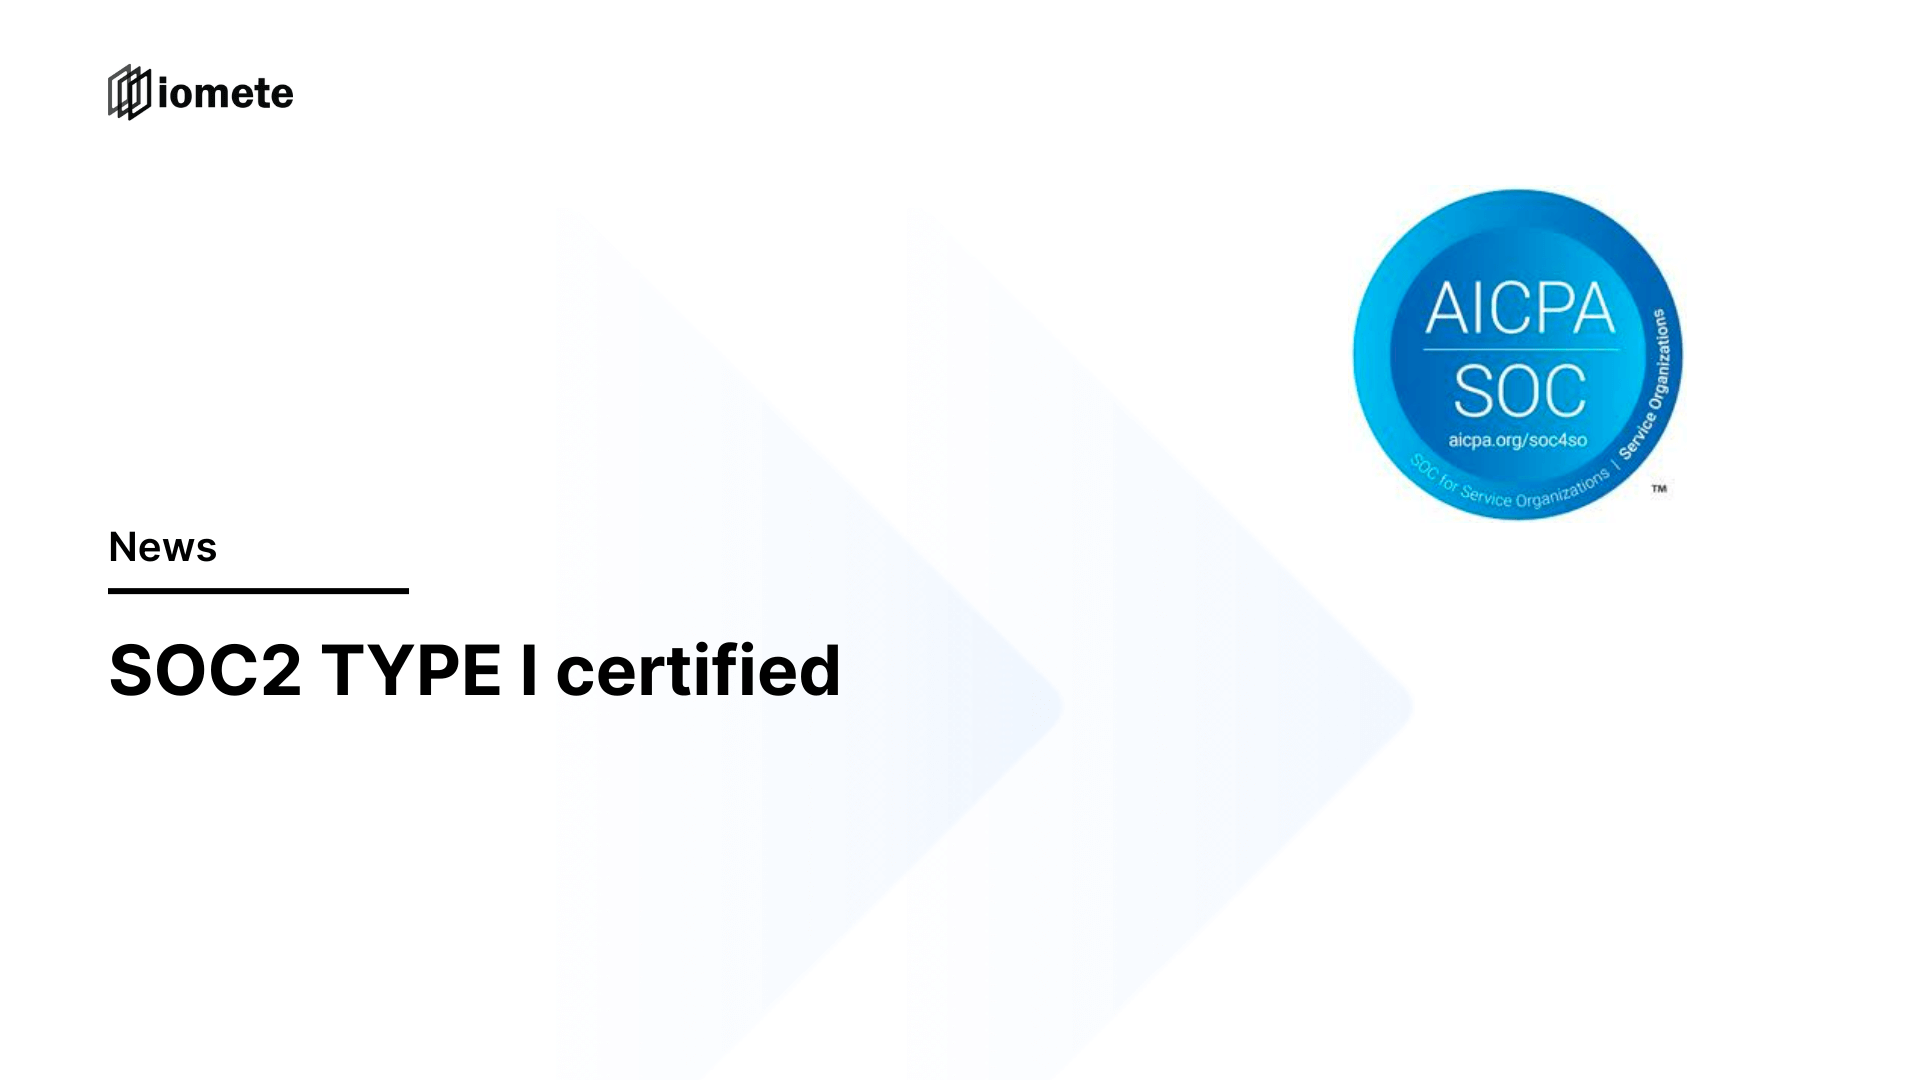 iomete
AICPA
SOC
aicpa.org/soc4so
SOC for Service Organizations | Service Organizations
TM
News
SOC2 TYPE I certified